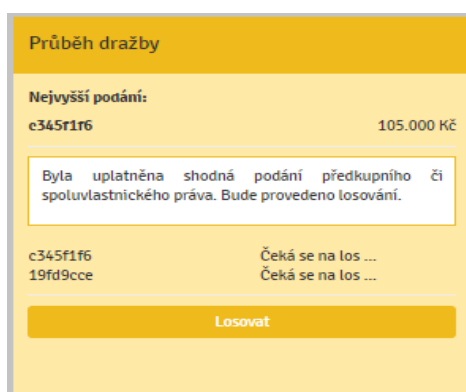 Průběh dražby
Nejvyšší podání:
c345f1f6 105.000 Kč
Byla uplatněna shodná podání předkupního či
spoluvlastnického práva. Bude provedeno losování.
c345f1f6 Čeká se na los ...
19fd9cce Čeká se na los ...
Losovat